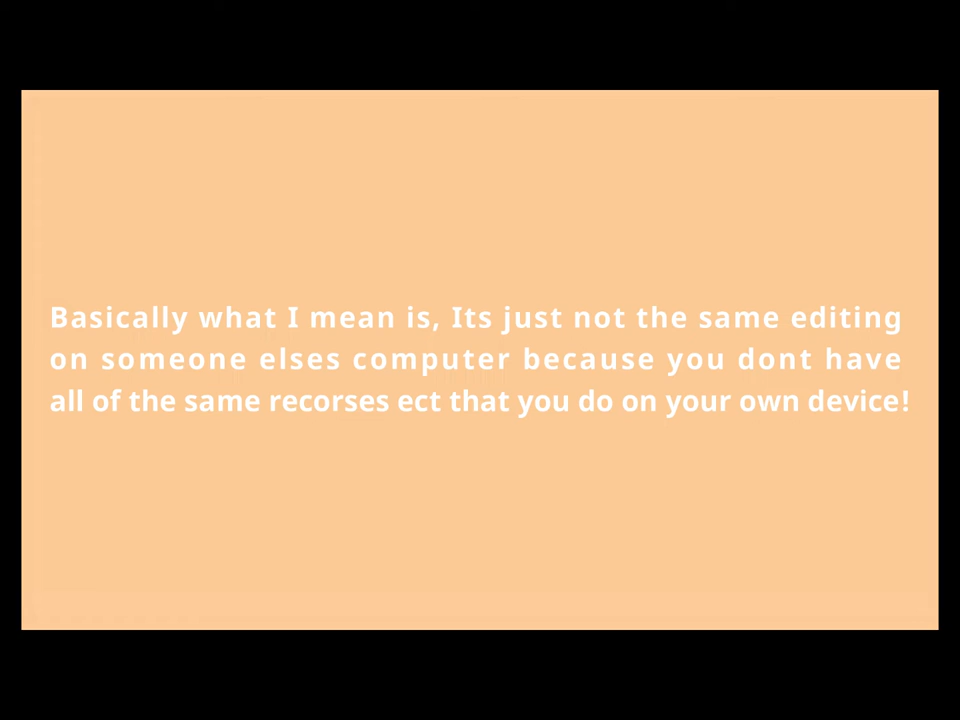 Basically what I mean is, Its just not the same editing
on someone elses computer because you dont have
all of the same recorses ect that you do on your own device!